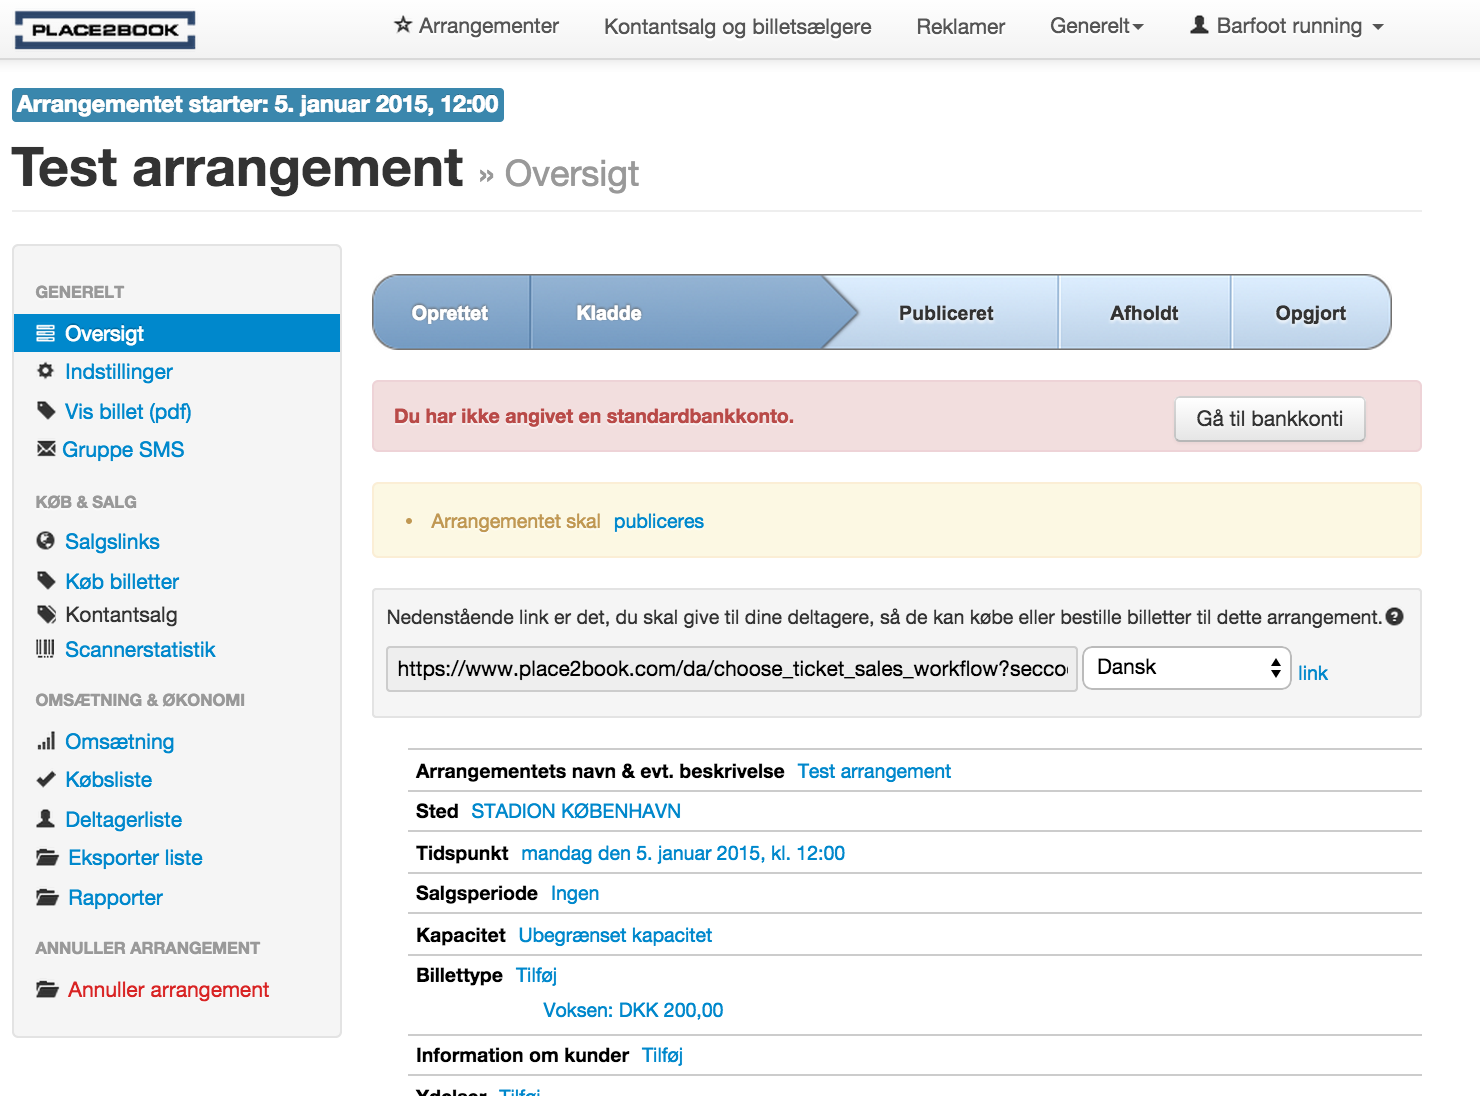 PLACE2BOOK
Arrangementer
Kontantsalg og billetsælgere
Reklamer
Generelt
Barfoot running
Arrangementet starter: 5. januar 2015, 12:00
Test arrangement » Oversigt
GENERELT
Oversigt
Indstillinger
Vis billet (pdf)
Gruppe SMS
KØB & SALG
Salgslinks
Køb billetter
Kontantsalg
Scannerstatistik
OMSÆTNING & ØKONOMI
Omsætning
Købsliste
Deltagerliste
Eksporter liste
Rapporter
ANNULLER ARRANGEMENT
Annuller arrangement
Oprettet
Kladde
Publiceret
Afholdt
Opgjort
Du har ikke angivet en standardbankkonto.
Gå til bankkonti
• Arrangementet skal publiceres
Nedenstående link er det, du skal give til dine deltagere, så de kan købe eller bestille billetter til dette arrangement.
https://www.place2book.com/da/choose_ticket_sales_workflow?secco
Dansk
link
Arrangementets navn & evt. beskrivelse Test arrangement
Sted STADION KØBENHAVN
Tidspunkt mandag den 5. januar 2015, kl. 12:00
Salgsperiode Ingen
Kapacitet Ubegrænset kapacitet
Billettype Tilføj
Voksen: DKK 200,00
Information om kunder Tilføj
Ydelser Tilføj